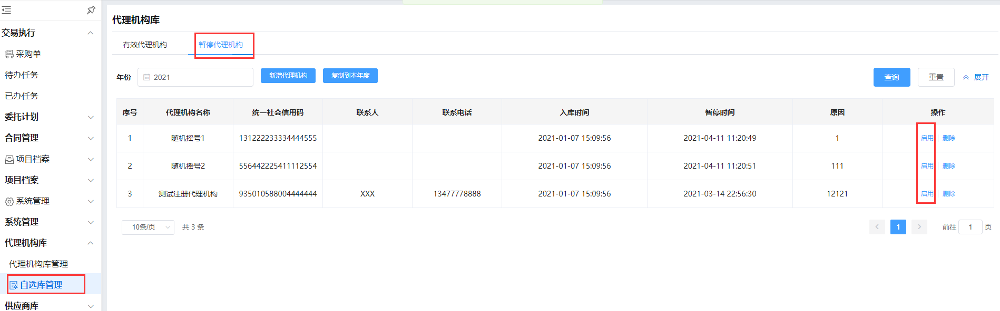 交易执行
采购单
待办任务
已办任务
委托计划
合同管理
项目档案
项目档案
系统管理
系统管理
代理机构库
代理机构库管理
自选库管理
供应商库
代理机构库
有效代理机构 暂停代理机构
年份 2021 新增代理机构 复制到本年度 查询 重置 展开
序号 代理机构名称 统一社会信用码 联系人 联系电话 入库时间 暂停时间 原因 操作
1 随机摇号1 131222233334444555 2021-01-07 15:09:56 2021-04-11 11:20:49 1 启用 删除
2 随机摇号2 556442225411112554 2021-01-07 15:09:56 2021-04-11 11:20:51 111 启用 删除
3 测试注册代理机构 935010588004444444 XXX 13477778888 2021-01-07 15:09:56 2021-03-14 22:56:30 12121 启用 删除
10条/页 共 3 条 1 前往 1 页